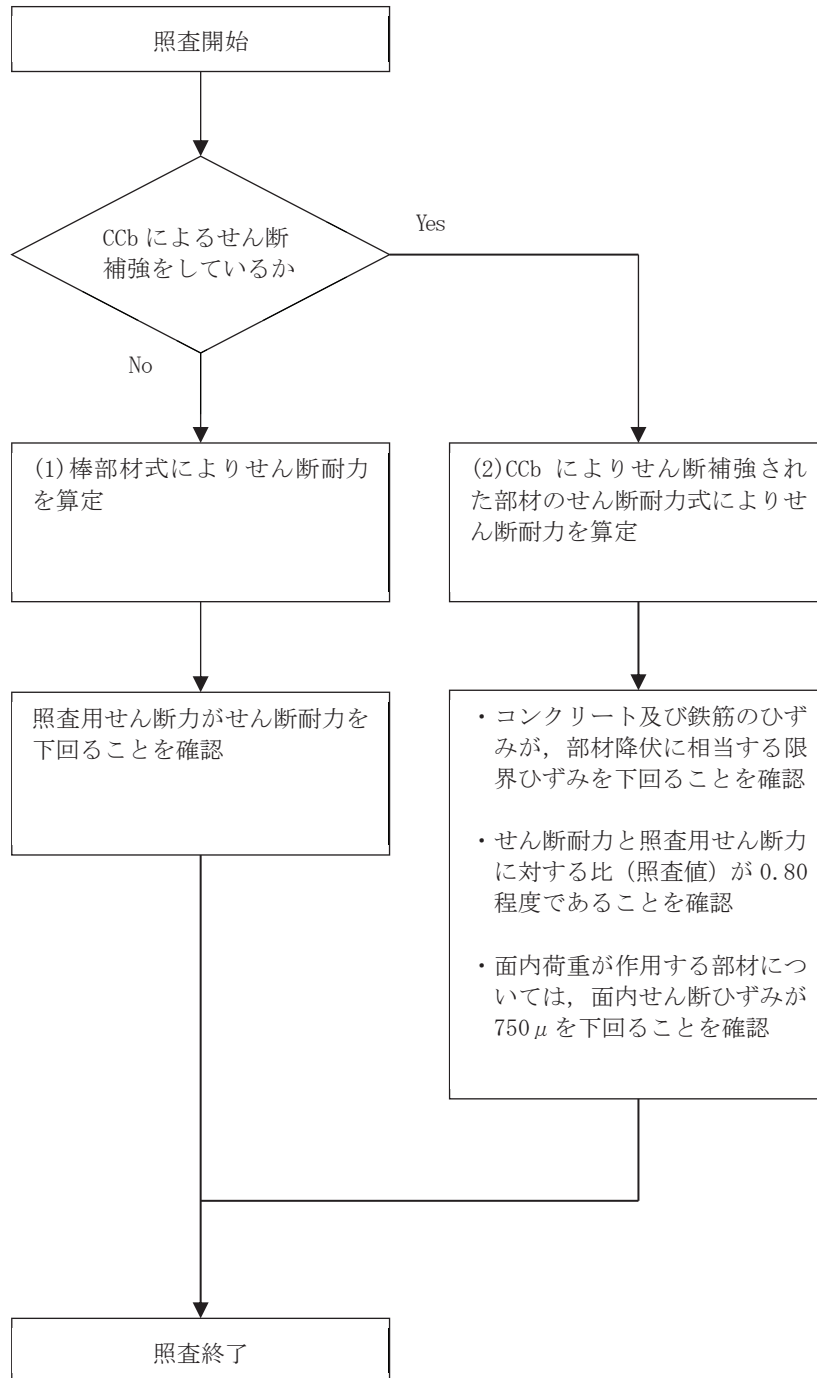 照査開始
CCb によるせん断
補強をしているか
Yes
No
(1)棒部材式によりせん断耐力
を算定
(2)CCb によりせん断補強され
た部材のせん断耐力式によりせ
ん断耐力を算定
照査用せん断力がせん断耐力を
下回ることを確認
・コンクリート及び鉄筋のひず
みが，部材降伏に相当する限
界ひずみを下回ることを確認
・せん断耐力と照査用せん断力
に対する比（照査値）が 0.80
程度であることを確認
・面内荷重が作用する部材につ
いては，面内せん断ひずみが
750μを下回ることを確認
照査終了